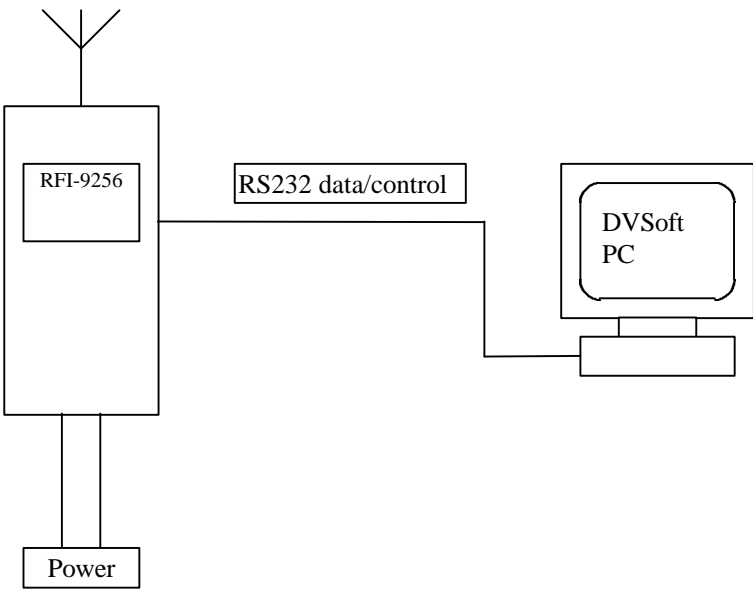 RFI-9256
RS232 data/control
DVSoft
PC
Power